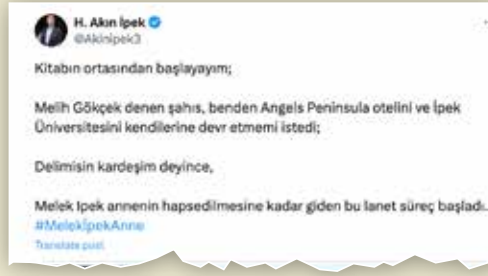 H. Akın İpek
@Akinipek3
Kitabın ortasından başlayayım;
Melih Gökçek denen şahıs, benden Angels Peninsula otelini ve İpek
Üniversitesini kendilerine devr etmemi istedi;
Delimisin kardeşim deyince,
Melek Ipek annenin hapsedilmesine kadar giden bu lanet süreç başladı.
#MelekİpekAnne
Translate post